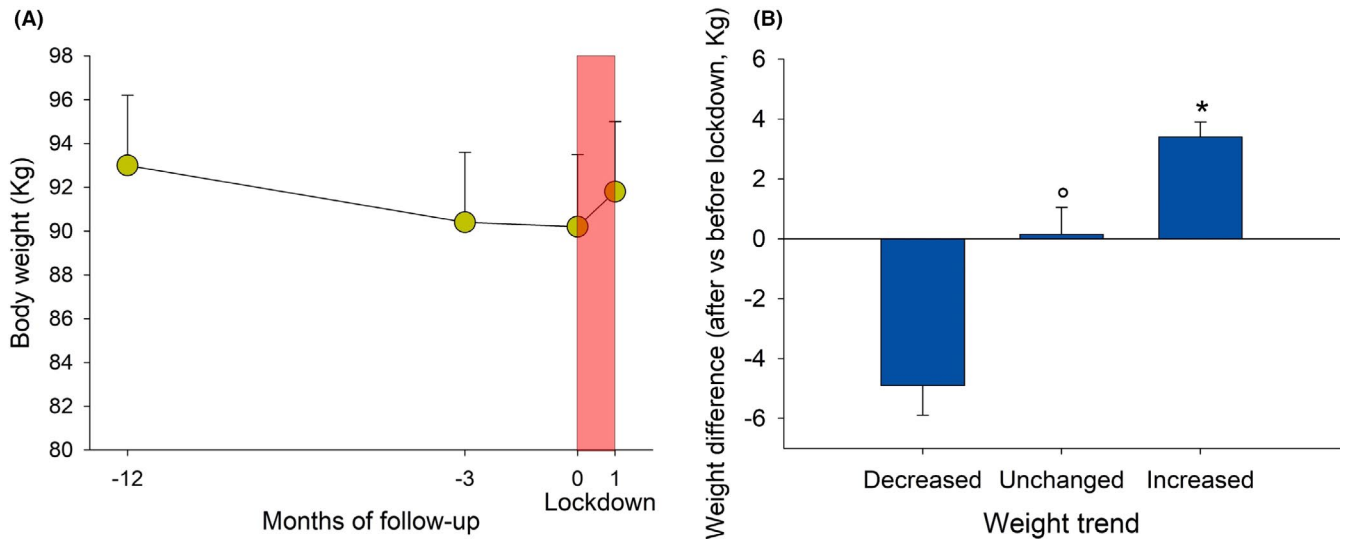 (A)
Body weight (Kg)
98
96
94
92
90
88
86
84
82
80
-12
-3
0
1
Lockdown
Months of follow-up
(B)
Weight difference (after vs before lockdown, Kg)
6
4
2
0
-2
-4
-6
°
*
Decreased
Unchanged
Increased
Weight trend